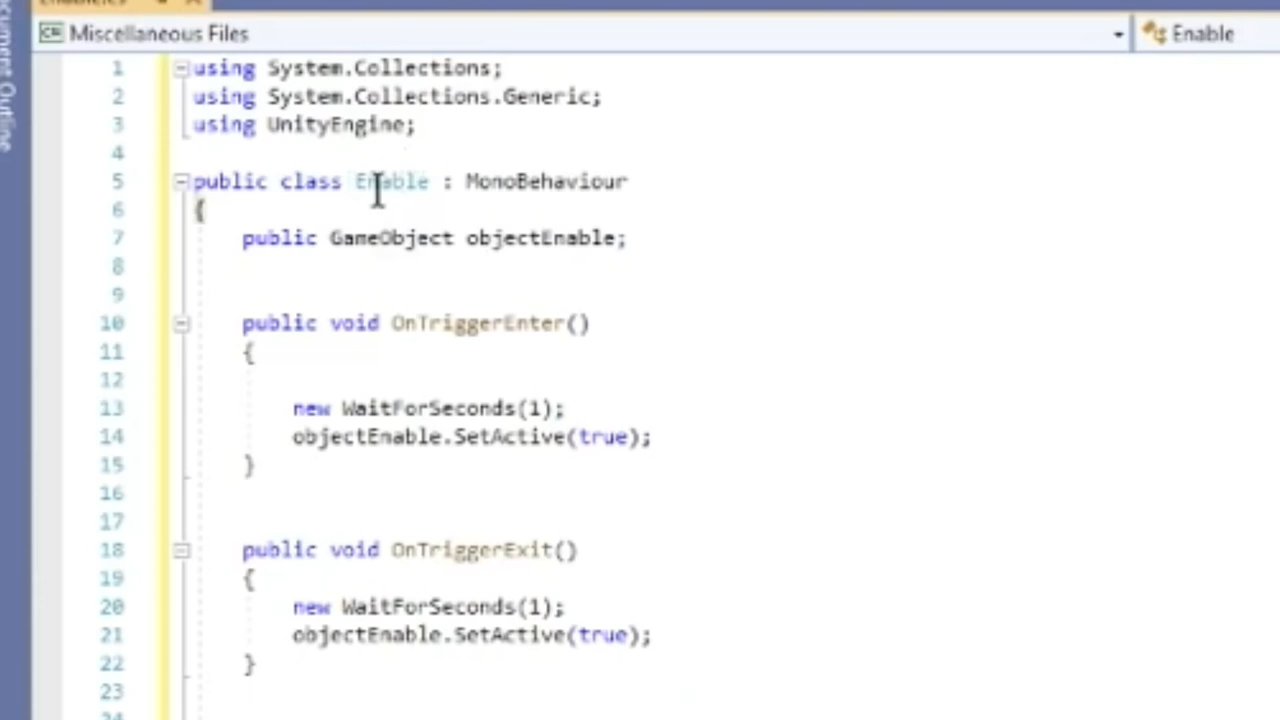 Miscellaneous Files
Enable
1 using System.Collections;
2 using System.Collections.Generic;
3 using UnityEngine;
4
5 public class Enable : MonoBehaviour
6 {
7 public GameObject objectEnable;
8
9
10 public void OnTriggerEnter()
11 {
12
13 new WaitForSeconds(1);
14 objectEnable.SetActive(true);
15 }
16
17
18 public void OnTriggerExit()
19 {
20 new WaitForSeconds(1);
21 objectEnable.SetActive(true);
22 }
23
24
Outline